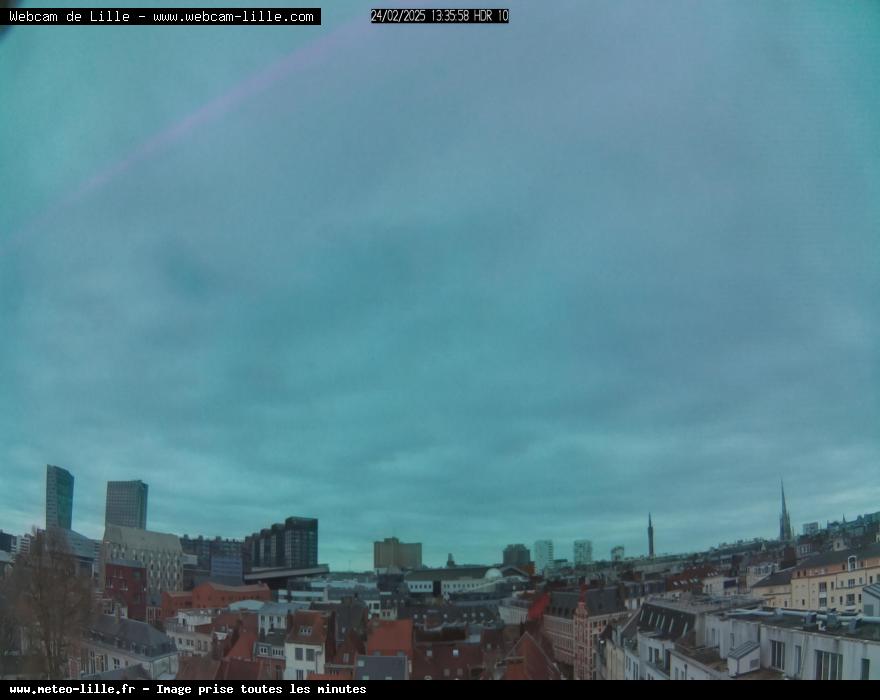 Webcam de Lille - www.webcam-lille.com
24/02/2025 13:35:58 HDR 10
www.meteo-lille.fr - Image prise toutes les minutes